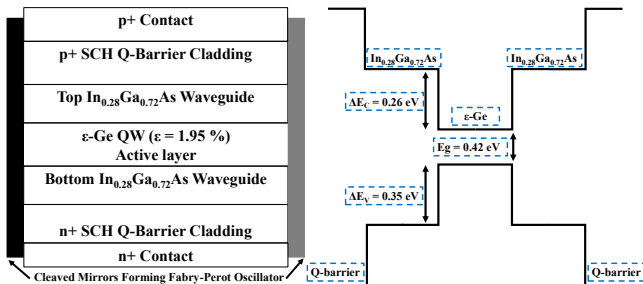 p+ Contact
p+ SCH Q-Barrier Cladding
Top In0.28Ga0.72As Waveguide
ε-Ge QW (ε = 1.95 %)
Active layer
Bottom In0.28Ga0.72As Waveguide
n+ SCH Q-Barrier Cladding
n+ Contact
Cleaved Mirrors Forming Fabry-Perot Oscillator
In0.28Ga0.72As
In0.28Ga0.72As
ΔEC = 0.26 eV
ε-Ge
Eg = 0.42 eV
ΔEV = 0.35 eV
Q-barrier
Q-barrier